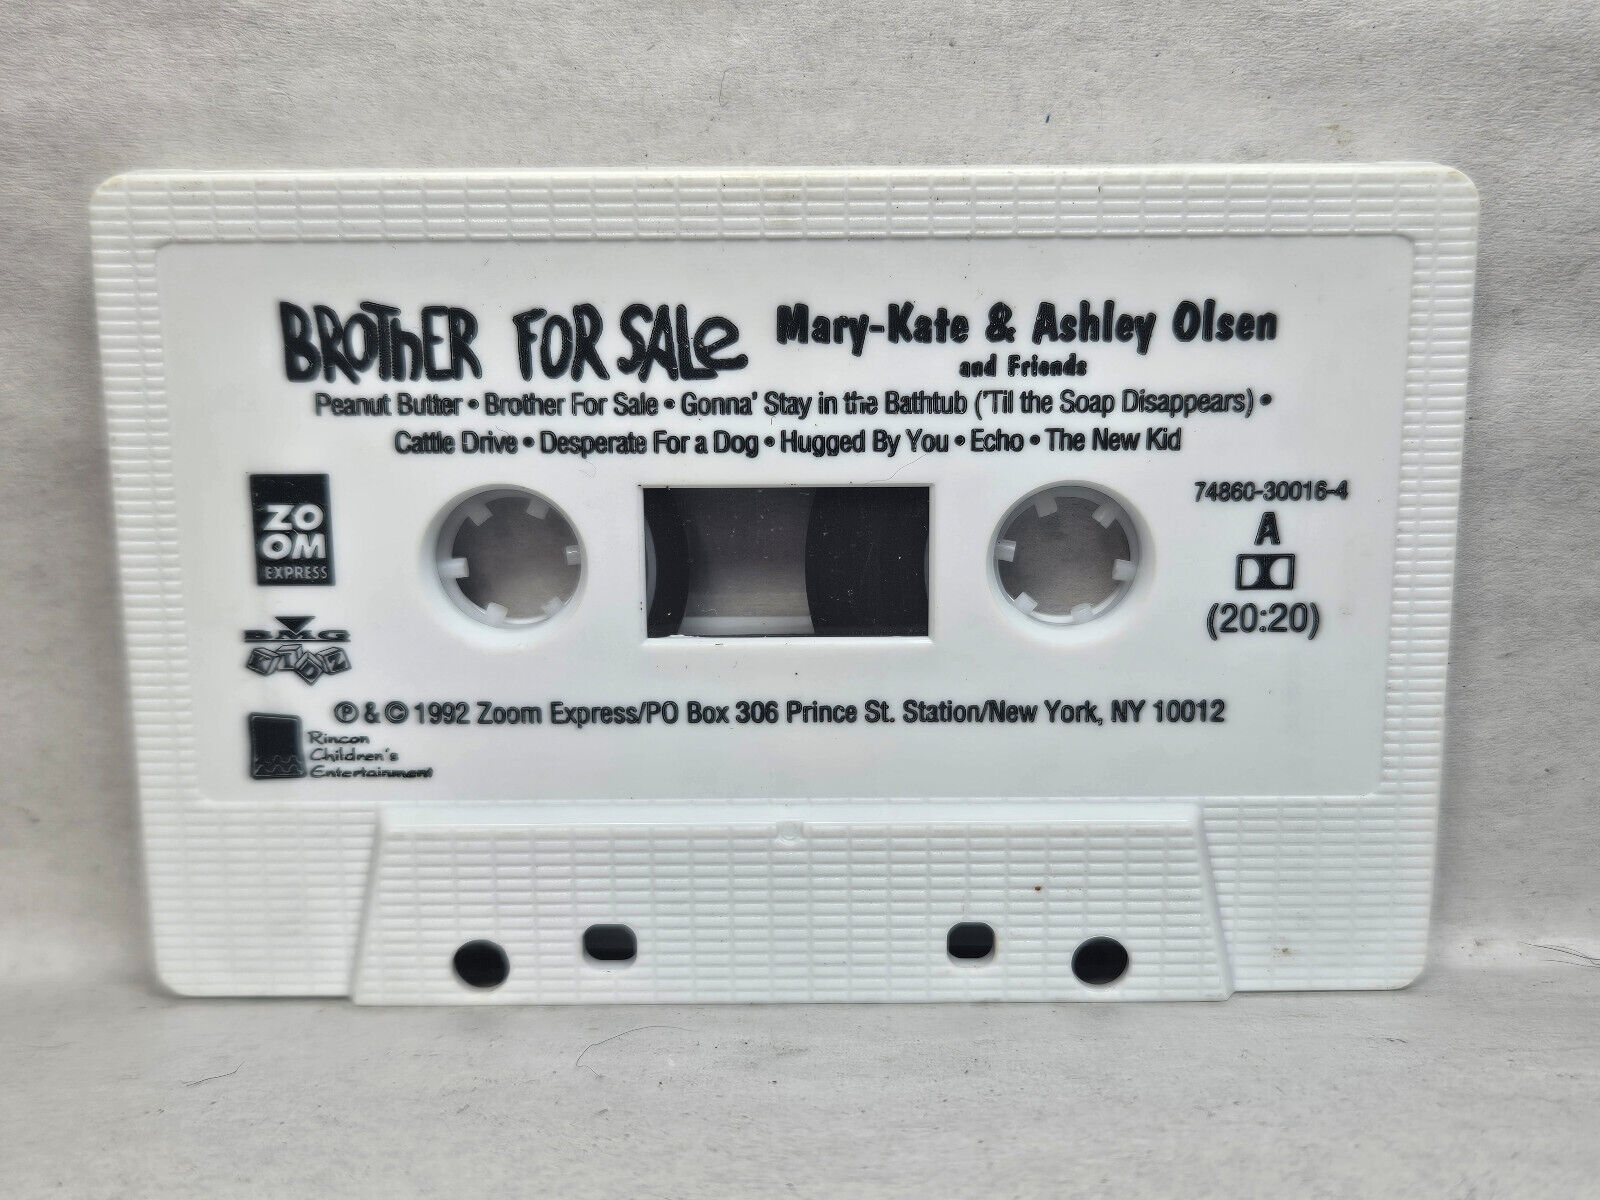 BROThER FOR SALe
Mary-Kate & Ashley Olsen
and Friends
Peanut Butter • Brother For Sale • Gonna' Stay in the Bathtub ('Til the Soap Disappears) •
Cattle Drive • Desperate For a Dog • Hugged By You • Echo • The New Kid
ZO
OM
EXPRESS
BMG
KIDZ
74860-30016-4
A
(20:20)
℗ & © 1992 Zoom Express/PO Box 306 Prince St. Station/New York, NY 10012
Rincon
Children's
Entertainment